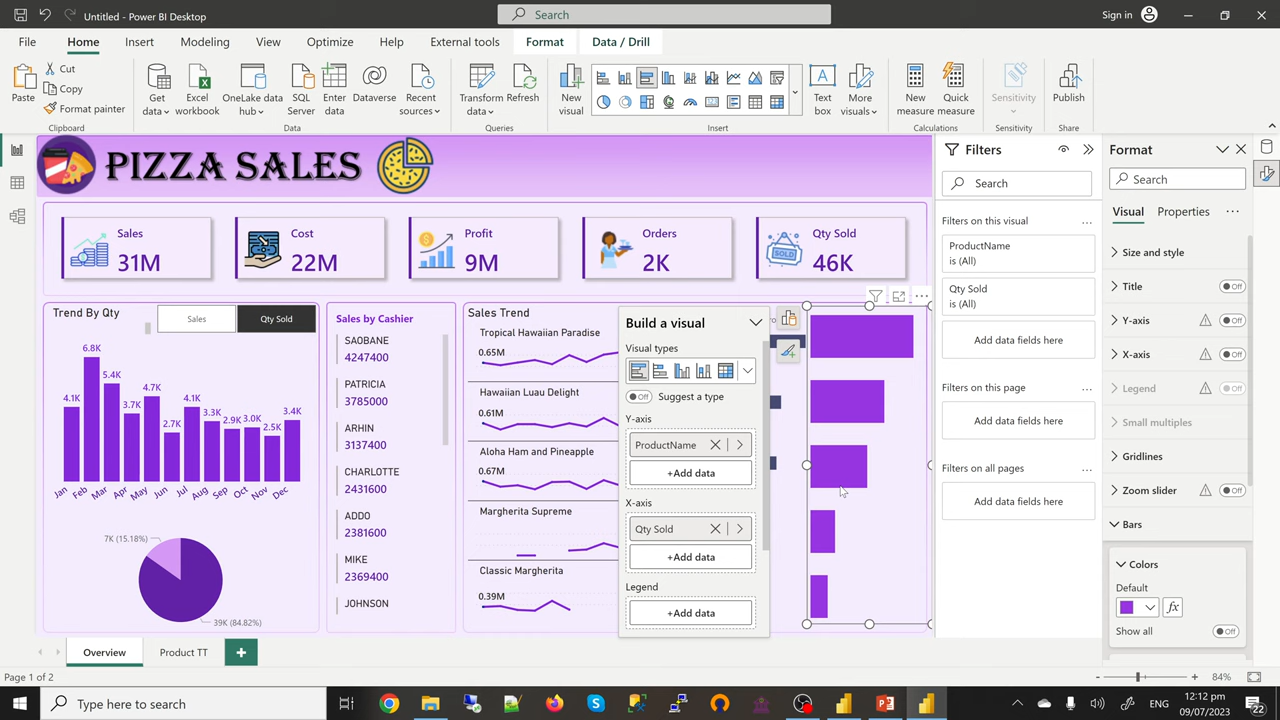 Untitled - Power BI Desktop
Search
Sign in
File
Home
Insert
Modeling
View
Optimize
Help
External tools
Format
Data / Drill
Paste
Cut
Copy
Format painter
Clipboard
Get data
Excel workbook
OneLake data hub
SQL Server
Enter data
Dataverse
Recent sources
Data
Transform data
Refresh
Queries
New visual
Text box
More visuals
Insert
New measure
Quick measure
Calculations
Sensitivity
Sensitivity
Publish
Share
PIZZA SALES
Sales
31M
Cost
22M
Profit
9M
Orders
2K
SOLD
Qty Sold
46K
Trend By Qty
Sales
Qty Sold
4.1K
6.8K
5.4K
3.7K
4.7K
2.7K
4.1K
3.3K
2.9K
3.0K
2.5K
3.4K
Jan
Feb
Mar
Apr
May
Jun
Jul
Aug
Sep
Oct
Nov
Dec
7K (15.18%)
39K (84.82%)
Sales by Cashier
SAOBANE
4247400
PATRICIA
3785000
ARHIN
3137400
CHARLOTTE
2431600
ADDO
2381600
MIKE
2369400
JOHNSON
Sales Trend
Tropical Hawaiian Paradise
0.65M
Hawaiian Luau Delight
0.61M
Aloha Ham and Pineapple
0.67M
Margherita Supreme
Classic Margherita
0.39M
Build a visual
Visual types
Off
Suggest a type
Y-axis
ProductName
+Add data
X-axis
Qty Sold
+Add data
Legend
+Add data
Filters
Search
Filters on this visual
ProductName
is (All)
Qty Sold
is (All)
Add data fields here
Filters on this page
Add data fields here
Filters on all pages
Add data fields here
Format
Search
Visual
Properties
Size and style
Title
Off
Y-axis
Off
X-axis
Off
Legend
Off
Small multiples
Gridlines
Zoom slider
Off
Bars
Colors
Default
fx
Show all
Off
Overview
Product TT
Page 1 of 2
84%
Type here to search
ENG
12:12 pm
09/07/2023
22